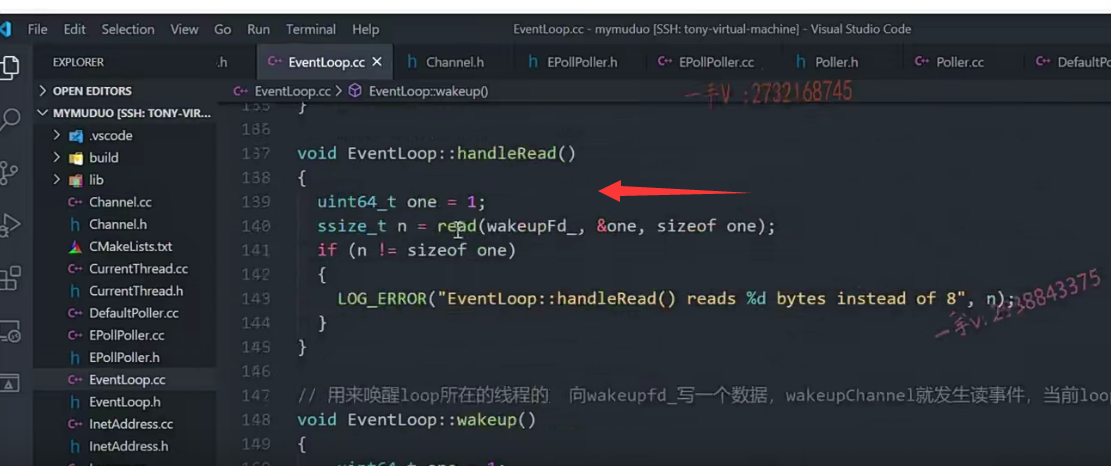 File Edit Selection View Go Run Terminal Help EventLoop.cc - mymuduo [SSH: tony-virtual-machine] - Visual Studio Code
EXPLORER .h C++ EventLoop.cc × h Channel.h h EPollPoller.h C++ EPollPoller.cc h Poller.h C++ Poller.cc C++ DefaultPo
OPEN EDITORS
C++ EventLoop.cc > EventLoop::wakeup()
一手V :2732168745
MYMUDUO [SSH: TONY-VIR...
.vscode
build
lib
C++ Channel.cc
h Channel.h
CMakeLists.txt
C++ CurrentThread.cc
h CurrentThread.h
C++ DefaultPoller.cc
C++ EPollPoller.cc
h EPollPoller.h
C++ EventLoop.cc
h EventLoop.h
C++ InetAddress.cc
h InetAddress.h
135 }
136
137 void EventLoop::handleRead()
138 {
139 uint64_t one = 1;
140 ssize_t n = read(wakeupFd_, &one, sizeof one);
141 if (n != sizeof one)
142 {
143 LOG_ERROR("EventLoop::handleRead() reads %d bytes instead of 8", n);
144 }
145 }
146
147 // 用来唤醒loop所在的线程的 向wakeupfd_写一个数据，wakeupChannel就发生读事件，当前loop
148 void EventLoop::wakeup()
149 {
一手V:2938843375